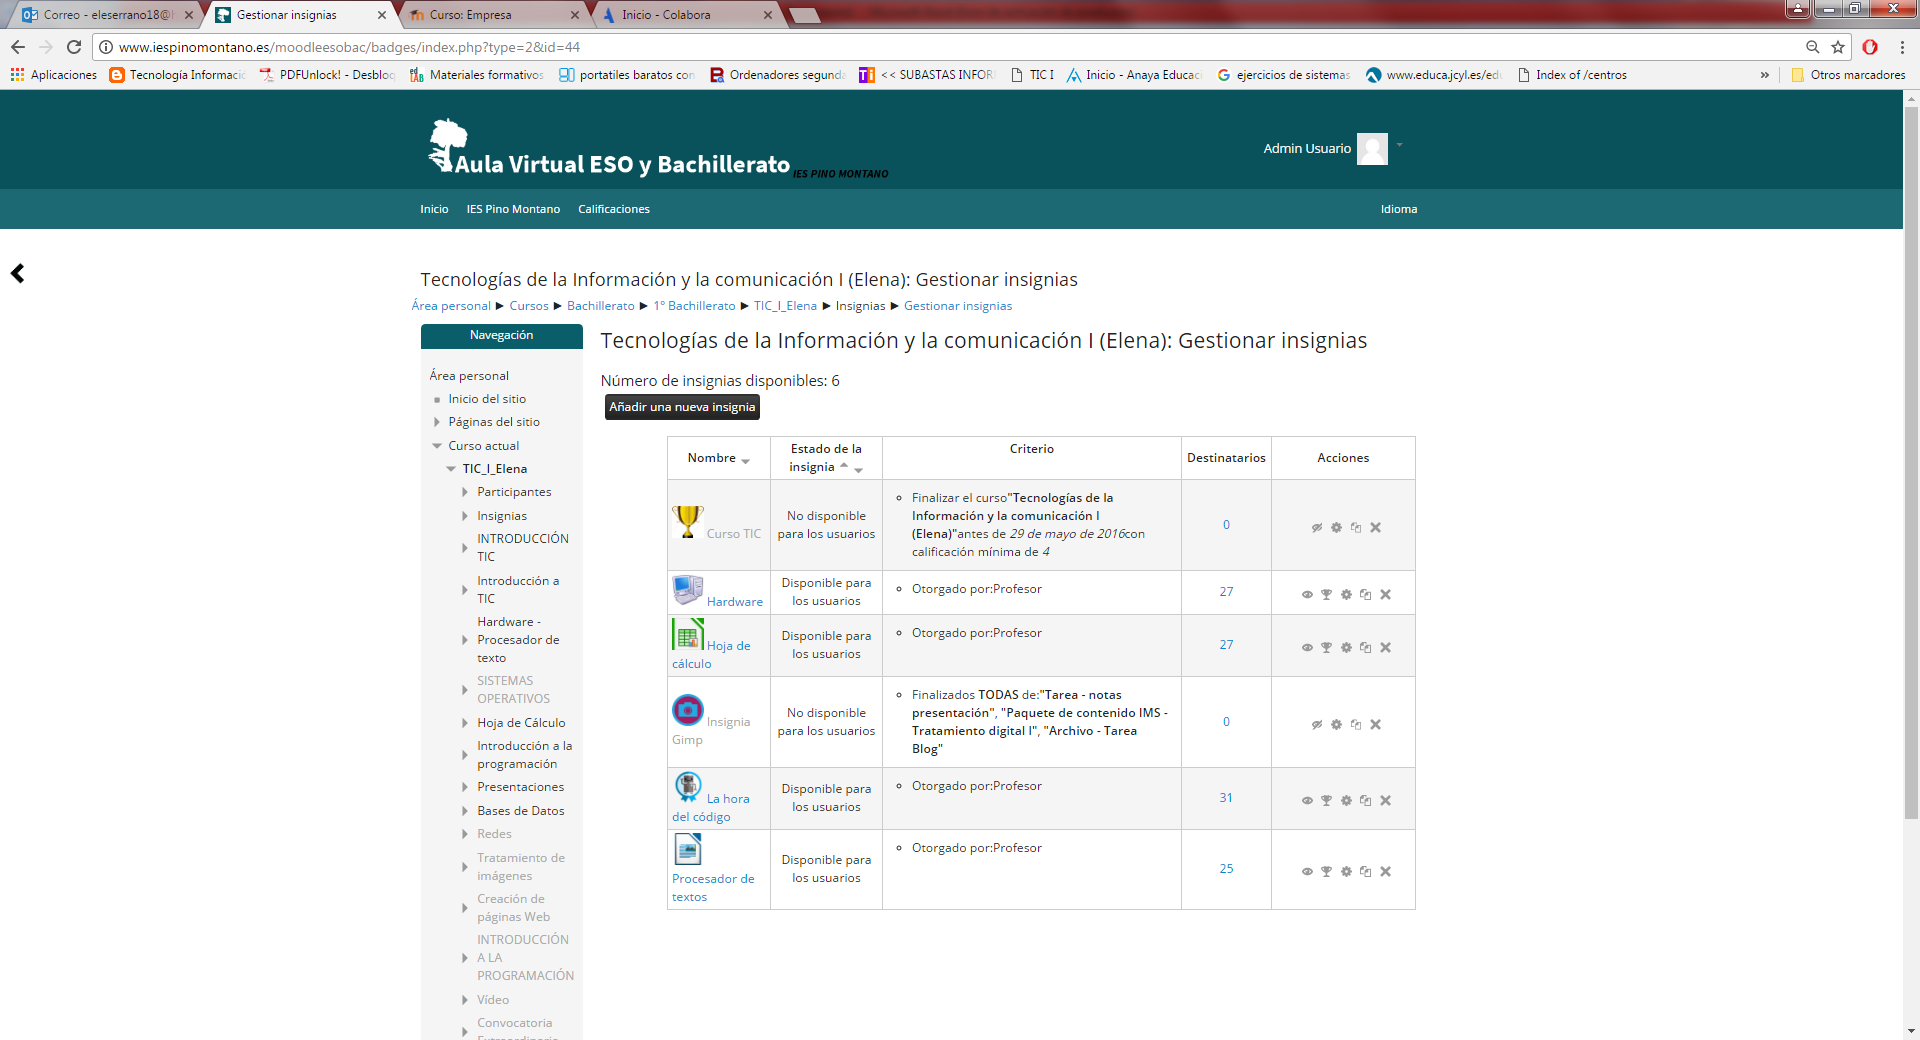 Correo - eleserrano18@
Gestionar insignias
Curso: Empresa
Inicio - Colabora
www.iespinomontano.es/moodleesobac/badges/index.php?type=2&id=44
Aplicaciones
Tecnología Informaci
PDFUnlock! - Desbloq
Materiales formativos
portatiles baratos con
Ordenadores segunda
<< SUBASTAS INFOR
TIC I
Inicio - Anaya Educac
ejercicios de sistemas
www.educa.jcyl.es/edu
Index of /centros
»
Otros marcadores
Aula Virtual ESO y Bachillerato IES PINO MONTANO
Admin Usuario
Inicio IES Pino Montano Calificaciones Idioma
Tecnologías de la Información y la comunicación I (Elena): Gestionar insignias
Área personal ► Cursos ► Bachillerato ► 1º Bachillerato ► TIC_I_Elena ► Insignias ► Gestionar insignias
Navegación
Área personal
Inicio del sitio
Páginas del sitio
Curso actual
TIC_I_Elena
Participantes
Insignias
INTRODUCCIÓN
TIC
Introducción a
TIC
Hardware -
Procesador de
texto
SISTEMAS
OPERATIVOS
Hoja de Cálculo
Introducción a la
programación
Presentaciones
Bases de Datos
Redes
Tratamiento de
imágenes
Creación de
páginas Web
INTRODUCCIÓN
A LA
PROGRAMACIÓN
Vídeo
Convocatoria
Extraordinaria
Tecnologías de la Información y la comunicación I (Elena): Gestionar insignias
Número de insignias disponibles: 6
Añadir una nueva insignia
Nombre
Estado de la
insignia
Criterio
Destinatarios
Acciones
Curso TIC
No disponible
para los usuarios
Finalizar el curso"Tecnologías de la
Información y la comunicación I
(Elena)"antes de 29 de mayo de 2016con
calificación mínima de 4
0
Hardware
Disponible para
los usuarios
Otorgado por:Profesor
27
Hoja de
cálculo
Disponible para
los usuarios
Otorgado por:Profesor
27
Insignia
Gimp
No disponible
para los usuarios
Finalizados TODAS de:"Tarea - notas
presentación", "Paquete de contenido IMS -
Tratamiento digital I", "Archivo - Tarea
Blog"
0
La hora
del código
Disponible para
los usuarios
Otorgado por:Profesor
31
Procesador de
textos
Disponible para
los usuarios
Otorgado por:Profesor
25